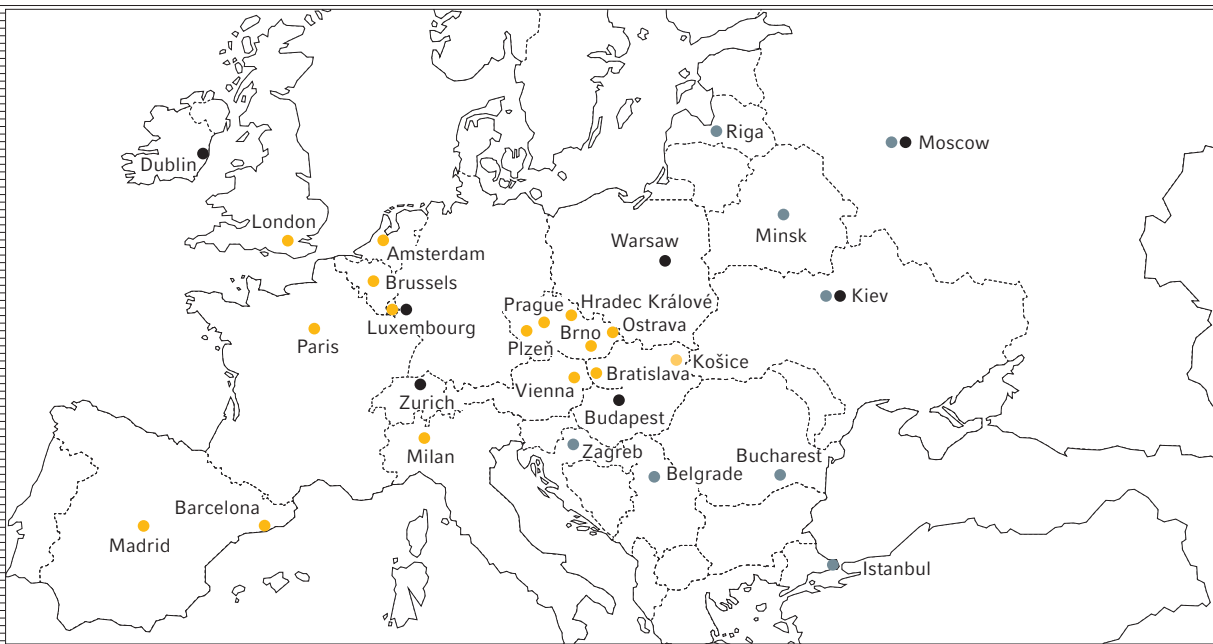 Riga
Moscow
Dublin
London
Minsk
Warsaw
Amsterdam
Brussels
Kiev
Prague
Hradec Králové
Luxembourg
Ostrava
Brno
Paris
Plzeň
Košice
Bratislava
Vienna
Zurich
Budapest
Milan
Zagreb
Bucharest
Belgrade
Barcelona
Madrid
Istanbul